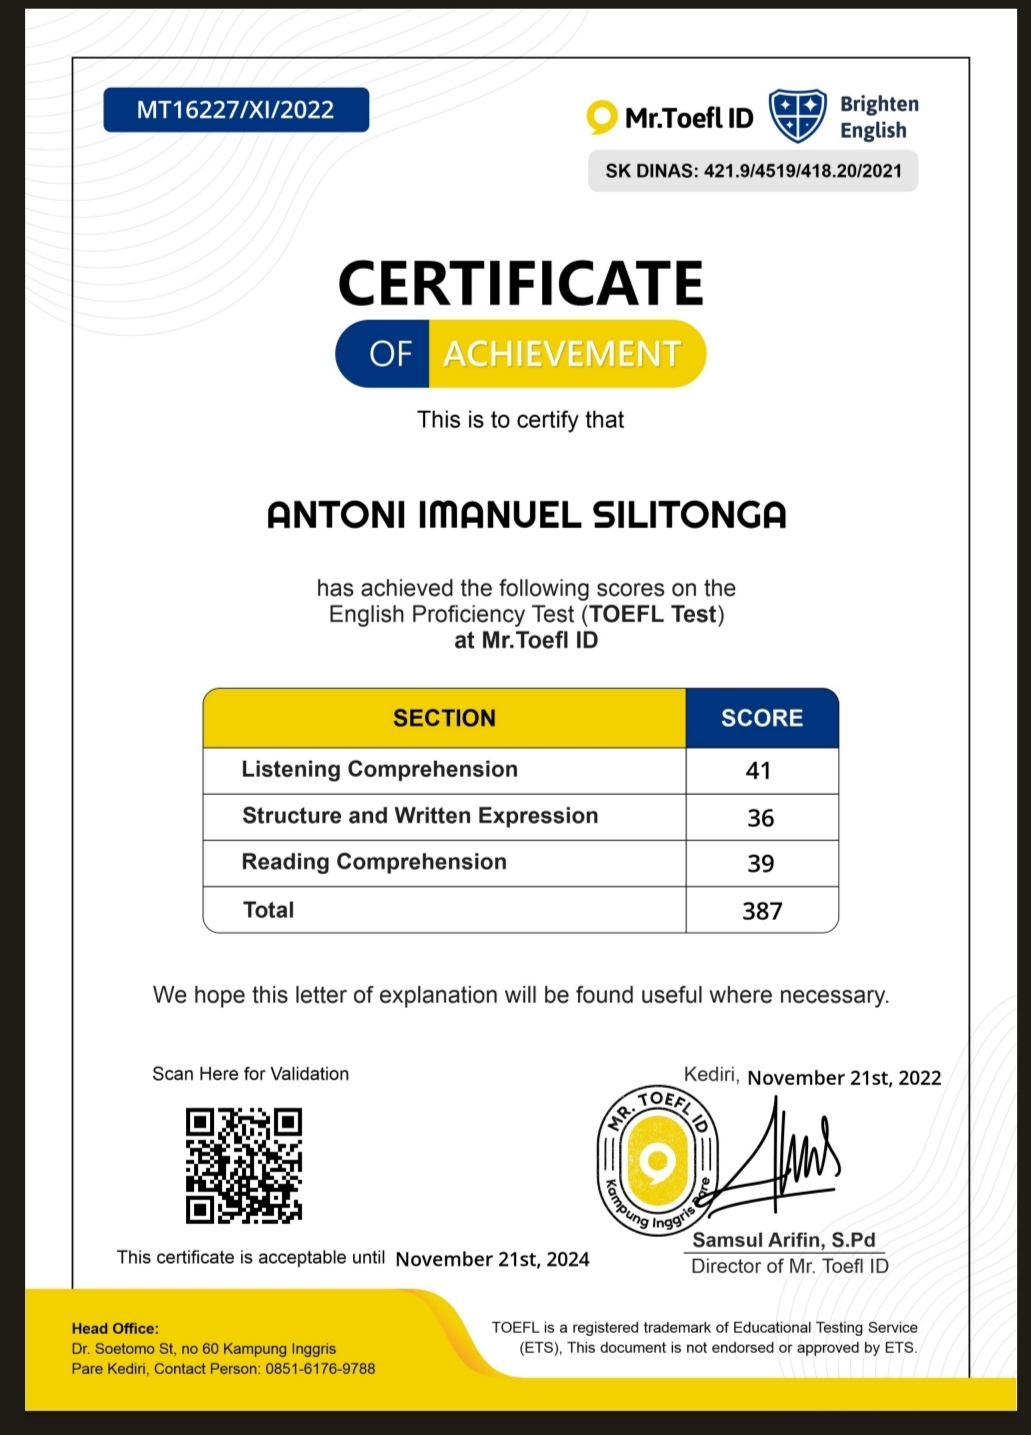 MT16227/XI/2022
Mr.Toefl ID
Brighten
English
SK DINAS: 421.9/4519/418.20/2021
CERTIFICATE
OF ACHIEVEMENT
This is to certify that
ANTONI IMANUEL SILITONGA
has achieved the following scores on the
English Proficiency Test (TOEFL Test)
at Mr.Toefl ID
SECTION SCORE
Listening Comprehension 41
Structure and Written Expression 36
Reading Comprehension 39
Total 387
We hope this letter of explanation will be found useful where necessary.
Scan Here for Validation
Kediri, November 21st, 2022
MR. TOEFL ID
Kampung Inggris Pare
Samsul Arifin, S.Pd
Director of Mr. Toefl ID
This certificate is acceptable until November 21st, 2024
Head Office:
Dr. Soetomo St, no 60 Kampung Inggris
Pare Kediri, Contact Person: 0851-6176-9788
TOEFL is a registered trademark of Educational Testing Service
(ETS), This document is not endorsed or approved by ETS.